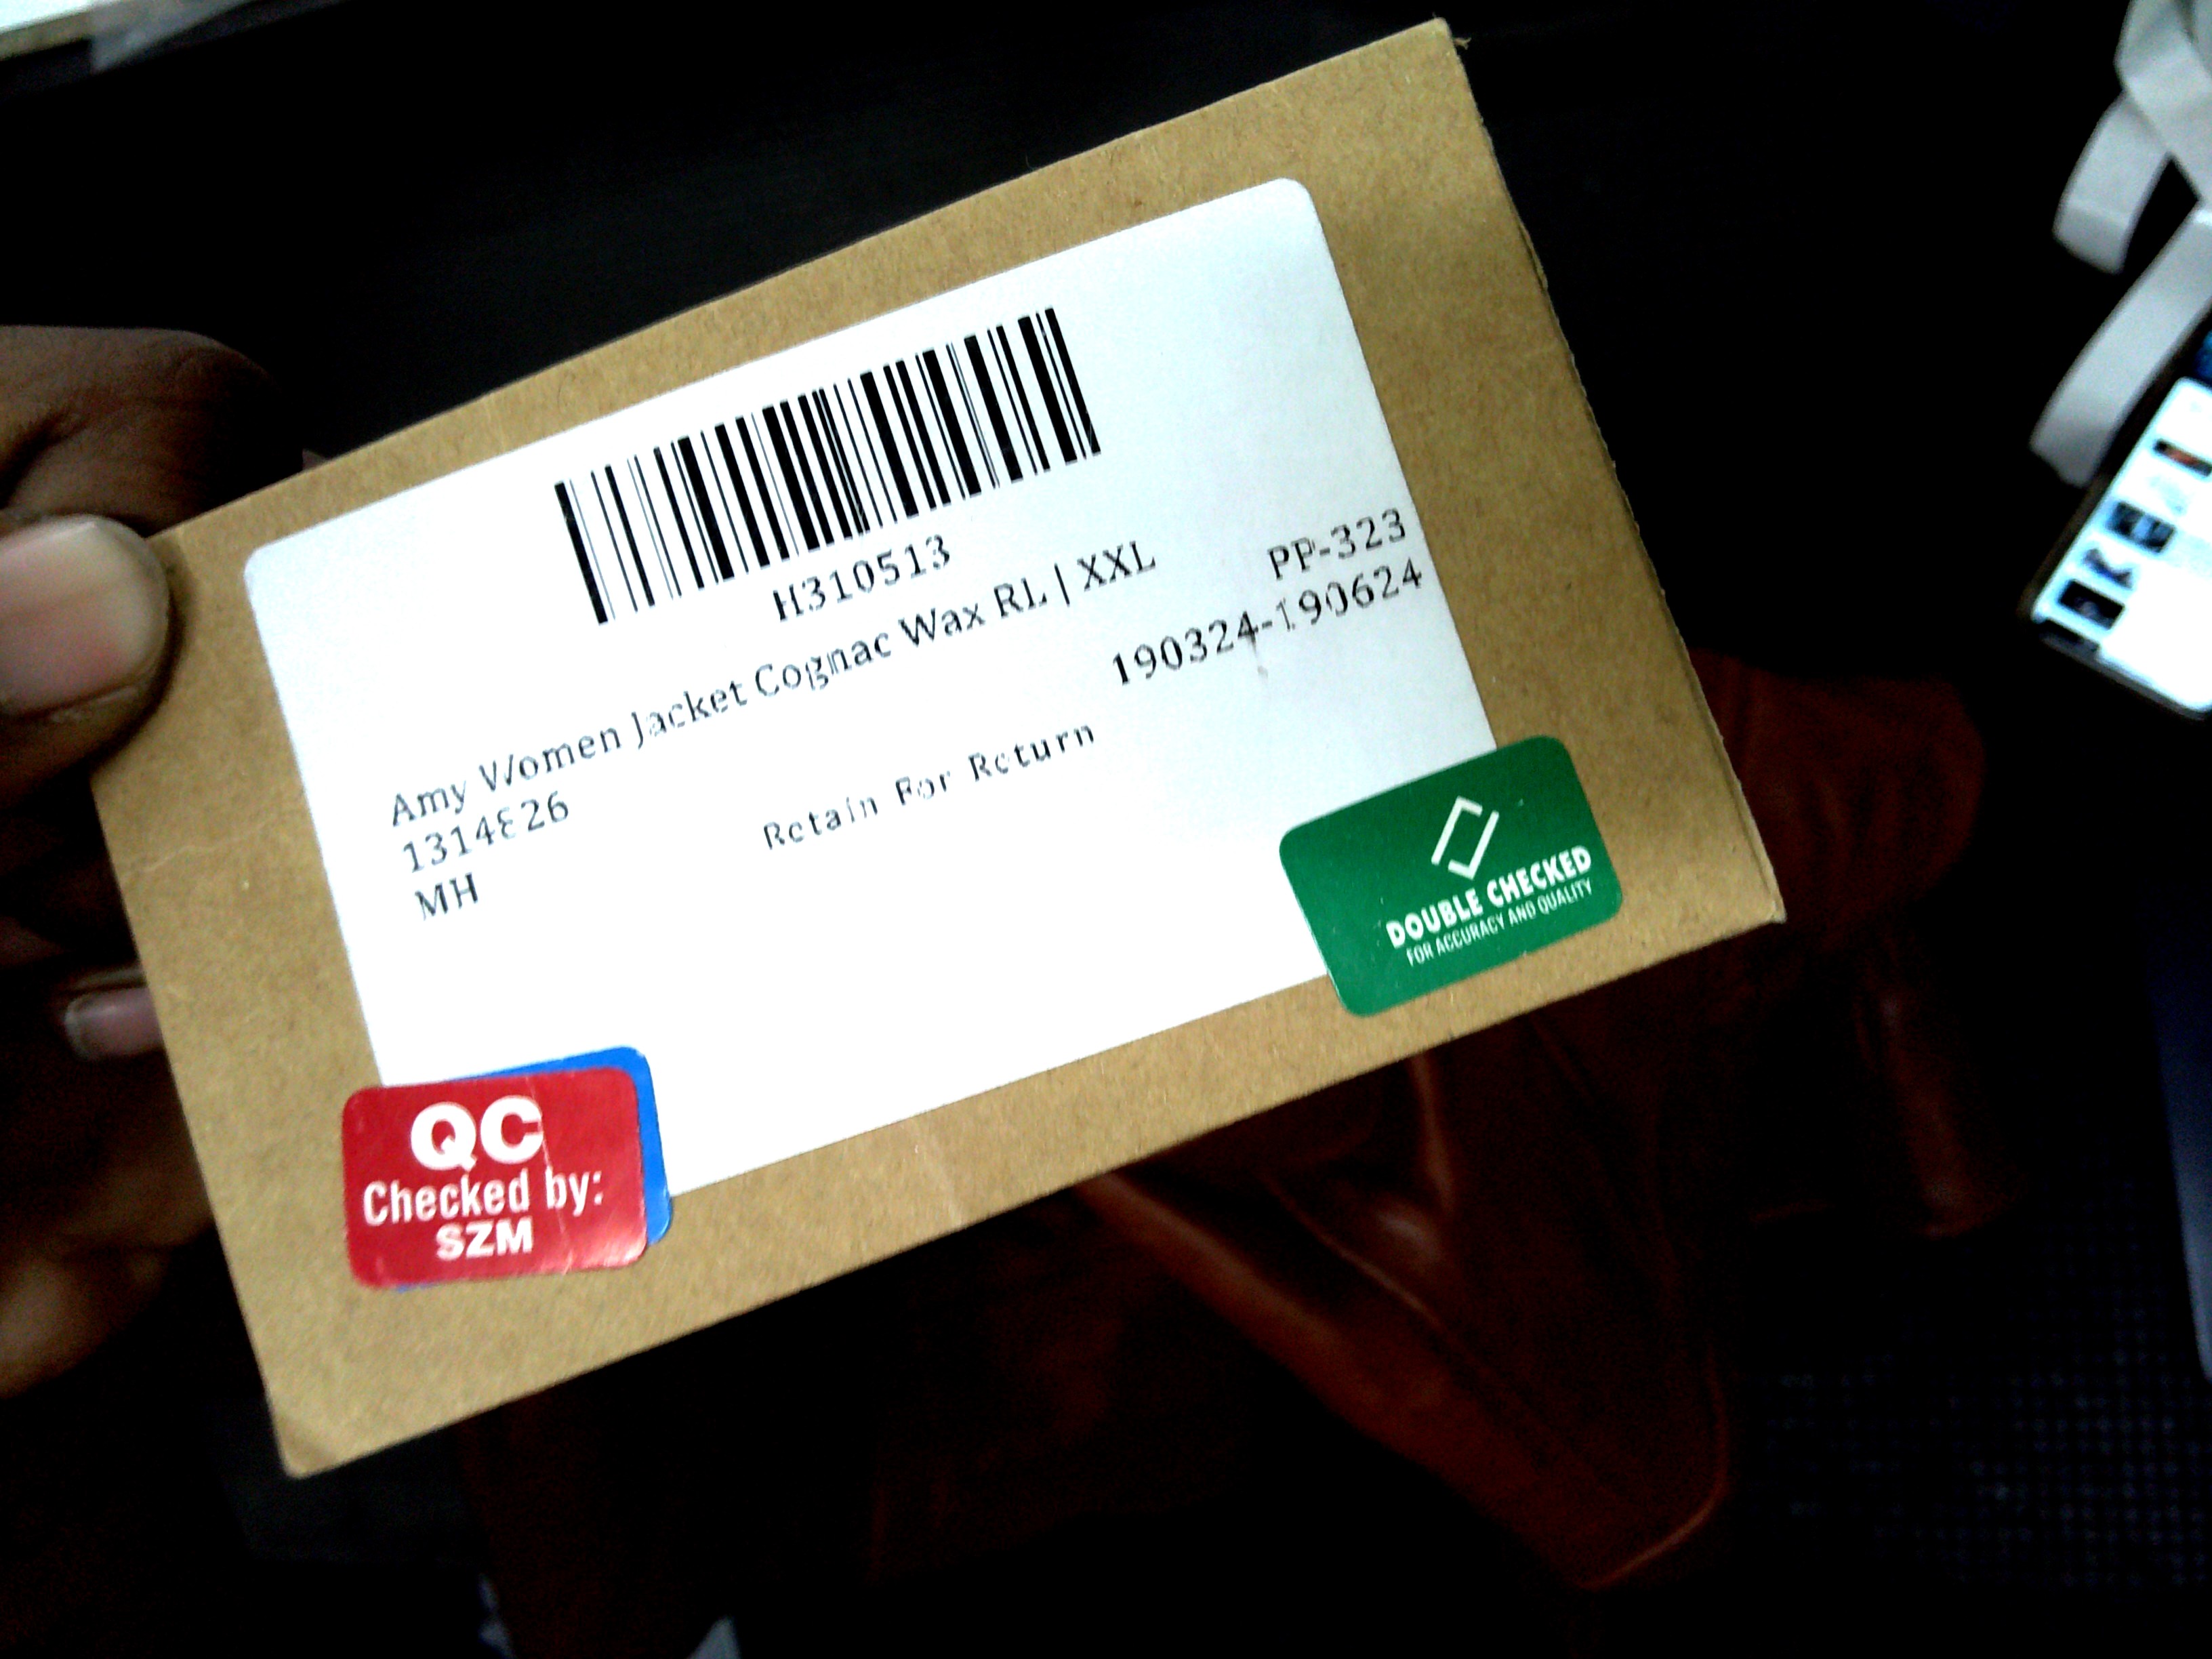 H310513
Amy Women Jacket Cognac Wax RL | XXL
PP-323
1314826
190324-190624
MH
Retain For Return
DOUBLE CHECKED
FOR ACCURACY AND QUALITY
QC
Checked by:
SZM